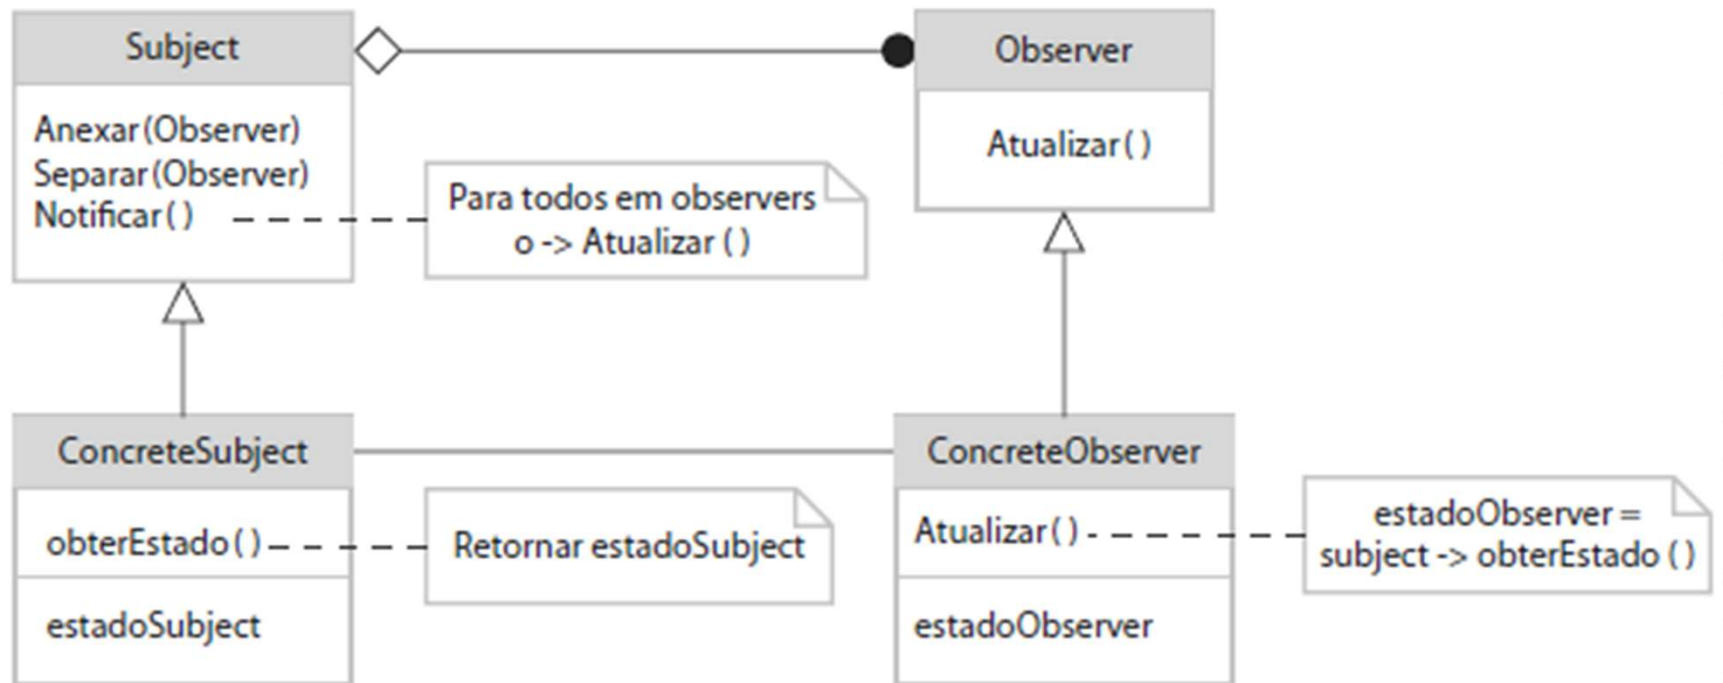 Subject
Observer
Anexar(Observer)
Separar(Observer)
Notificar( )
Para todos em observers
o -> Atualizar ( )
Atualizar( )
ConcreteSubject
ConcreteObserver
obterEstado( )
Retornar estadoSubject
estadoSubject
Atualizar( )
estadoObserver =
subject -> obterEstado ( )
estadoObserver